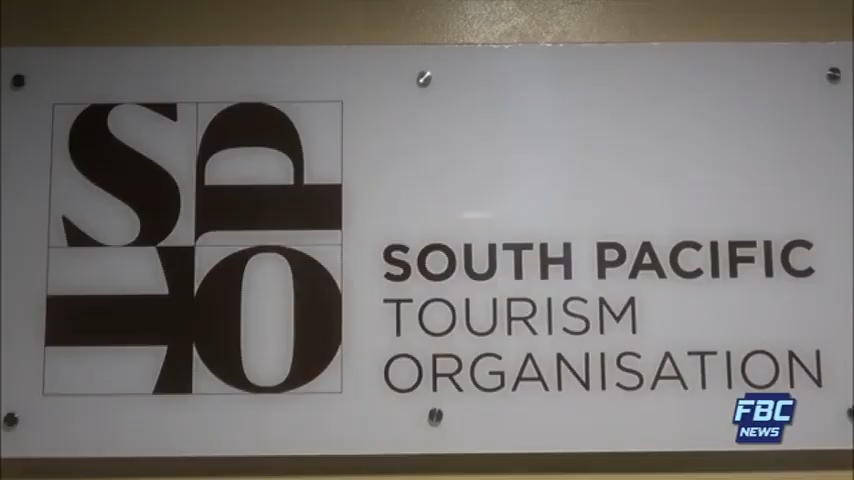 SPTO
SOUTH PACIFIC
TOURISM
ORGANISATION
FBC
NEWS